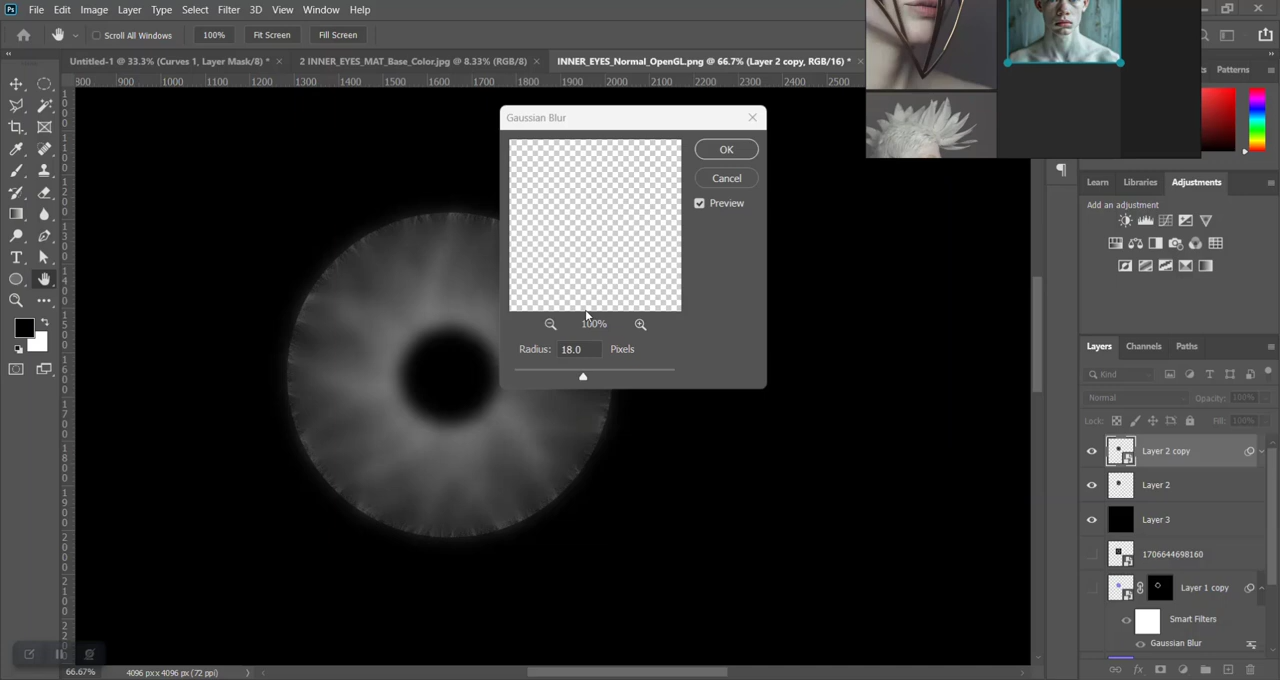 Ps File Edit Image Layer Type Select Filter 3D View Window Help
Scroll All Windows 100% Fit Screen Fill Screen
Untitled-1 @ 33.3% (Curves 1, Layer Mask/8) * × 2 INNER_EYES_MAT_Base_Color.jpg @ 8.33% (RGB/8) × INNER_EYES_Normal_OpenGL.png @ 66.7% (Layer 2 copy, RGB/16) * ×
Patterns
800 900 1000 1100 1200 1300 1400 1500 1600 1700 1800 1900 2000 2100 2200 2300 2400 2500
Gaussian Blur
OK
Cancel
Preview
100%
Radius: 18.0 Pixels
Learn Libraries Adjustments
Add an adjustment
Layers Channels Paths
Kind
Normal Opacity: 100%
Lock: Fill: 100%
Layer 2 copy
Layer 2
Layer 3
1706644698160
Layer 1 copy
Smart Filters
Gaussian Blur
66.67% 4096 px x 4096 px (72 ppi)